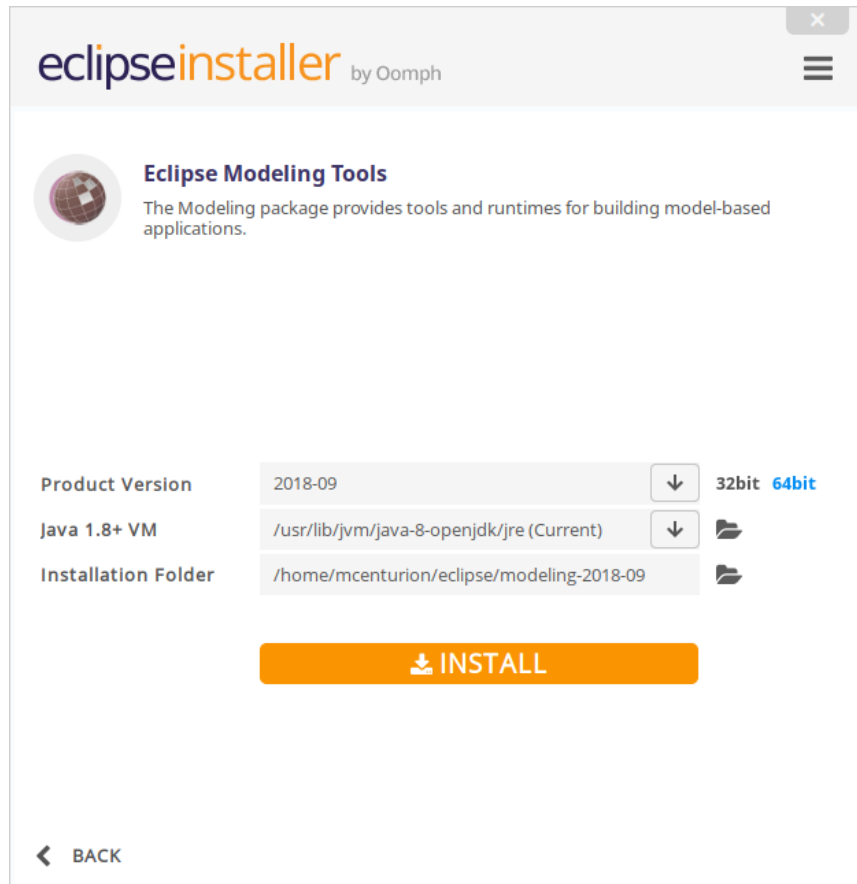 eclipseinstaller by Oomph
Eclipse Modeling Tools
The Modeling package provides tools and runtimes for building model-based
applications.
Product Version 2018-09 32bit 64bit
Java 1.8+ VM /usr/lib/jvm/java-8-openjdk/jre (Current)
Installation Folder /home/mcenturion/eclipse/modeling-2018-09
INSTALL
BACK